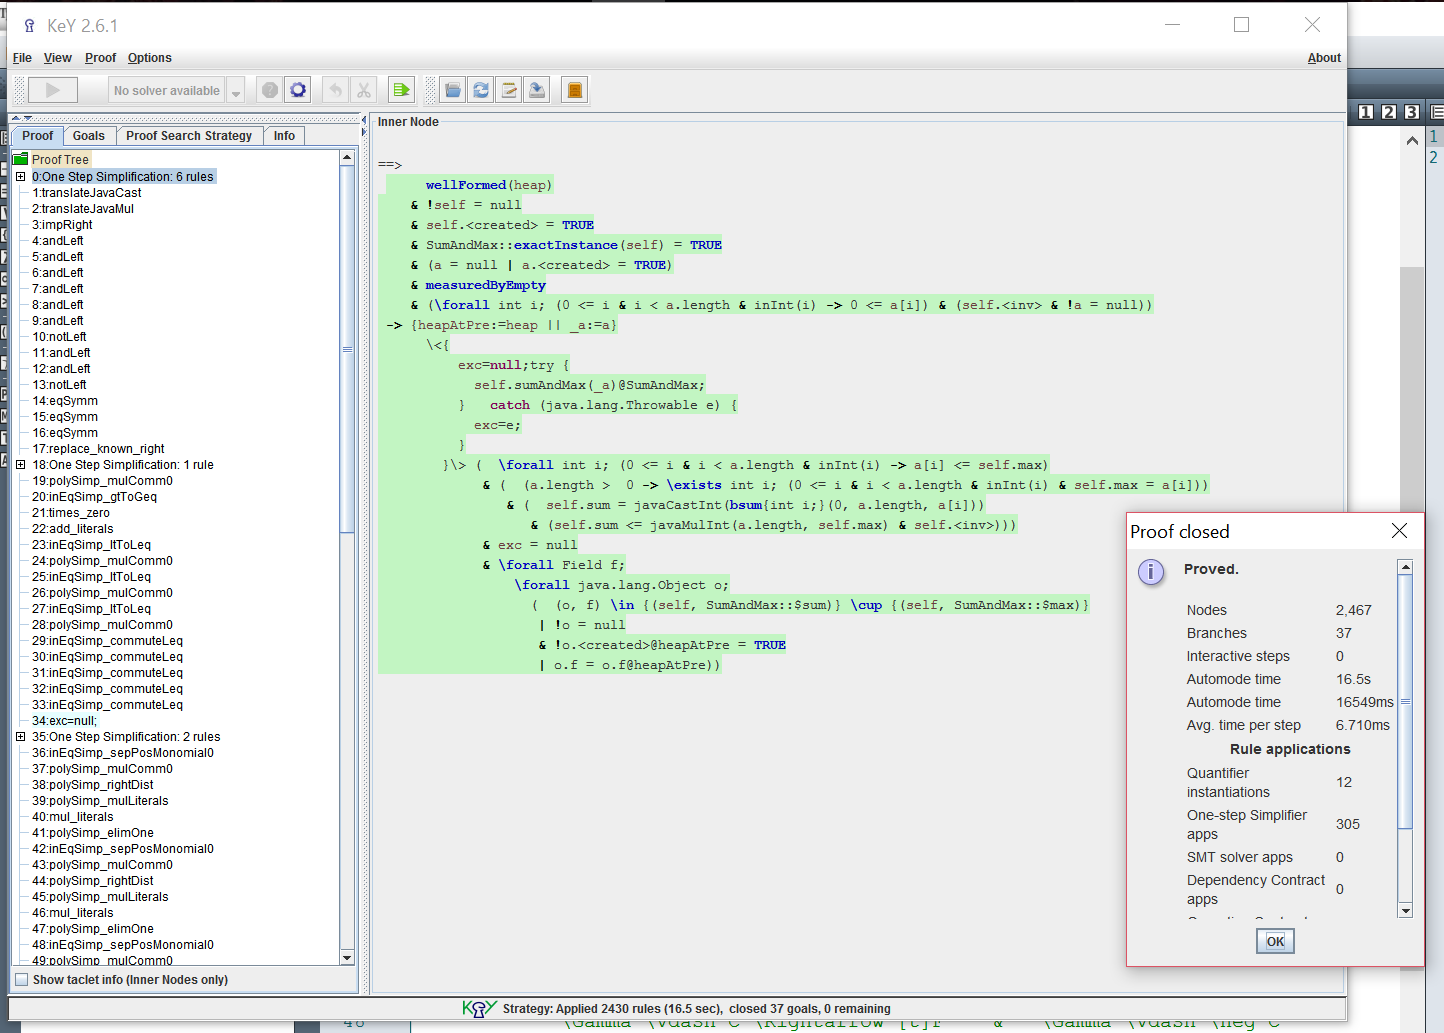 KeY 2.6.1
File View Proof Options About
No solver available
1 2 3
Proof Goals Proof Search Strategy Info
Proof Tree
0:One Step Simplification: 6 rules
1:translateJavaCast
2:translateJavaMul
3:impRight
4:andLeft
5:andLeft
6:andLeft
7:andLeft
8:andLeft
9:andLeft
10:notLeft
11:andLeft
12:andLeft
13:notLeft
14:eqSymm
15:eqSymm
16:eqSymm
17:replace_known_right
18:One Step Simplification: 1 rule
19:polySimp_mulComm0
20:inEqSimp_gtToGeq
21:times_zero
22:add_literals
23:inEqSimp_ltToLeq
24:polySimp_mulComm0
25:inEqSimp_ltToLeq
26:polySimp_mulComm0
27:inEqSimp_ltToLeq
28:polySimp_mulComm0
29:inEqSimp_commuteLeq
30:inEqSimp_commuteLeq
31:inEqSimp_commuteLeq
32:inEqSimp_commuteLeq
33:inEqSimp_commuteLeq
34:exc=null;
35:One Step Simplification: 2 rules
36:inEqSimp_sepPosMonomial0
37:polySimp_mulComm0
38:polySimp_rightDist
39:polySimp_mulLiterals
40:mul_literals
41:polySimp_elimOne
42:inEqSimp_sepPosMonomial0
43:polySimp_mulComm0
44:polySimp_rightDist
45:polySimp_mulLiterals
46:mul_literals
47:polySimp_elimOne
48:inEqSimp_sepPosMonomial0
49:polySimp_mulComm0
Show taclet info (Inner Nodes only)
Inner Node
==>
wellFormed(heap)
& !self = null
& self.<created> = TRUE
& SumAndMax::exactInstance(self) = TRUE
& (a = null | a.<created> = TRUE)
& measuredByEmpty
& (\forall int i; (0 <= i & i < a.length & inInt(i) -> 0 <= a[i]) & (self.<inv> & !a = null))
-> {heapAtPre:=heap || _a:=a}
\<{
exc=null;try {
self.sumAndMax(_a)@SumAndMax;
} catch (java.lang.Throwable e) {
exc=e;
}
}\> ( \forall int i; (0 <= i & i < a.length & inInt(i) -> a[i] <= self.max)
& ( (a.length > 0 -> \exists int i; (0 <= i & i < a.length & inInt(i) & self.max = a[i]))
& ( self.sum = javaCastInt(bsum{int i;}(0, a.length, a[i]))
& (self.sum <= javaMulInt(a.length, self.max) & self.<inv>)))
& exc = null
& \forall Field f;
\forall java.lang.Object o;
( (o, f) \in {(self, SumAndMax::$sum)} \cup {(self, SumAndMax::$max)}
| !o = null
& !o.<created>@heapAtPre = TRUE
| o.f = o.f@heapAtPre))
1
2
Proof closed
Proved.
Nodes 2,467
Branches 37
Interactive steps 0
Automode time 16.5s
Automode time 16549ms
Avg. time per step 6.710ms
Rule applications
Quantifier
instantiations 12
One-step Simplifier
apps 305
SMT solver apps 0
Dependency Contract
apps 0
OK
KeY Strategy: Applied 2430 rules (16.5 sec), closed 37 goals, 0 remaining